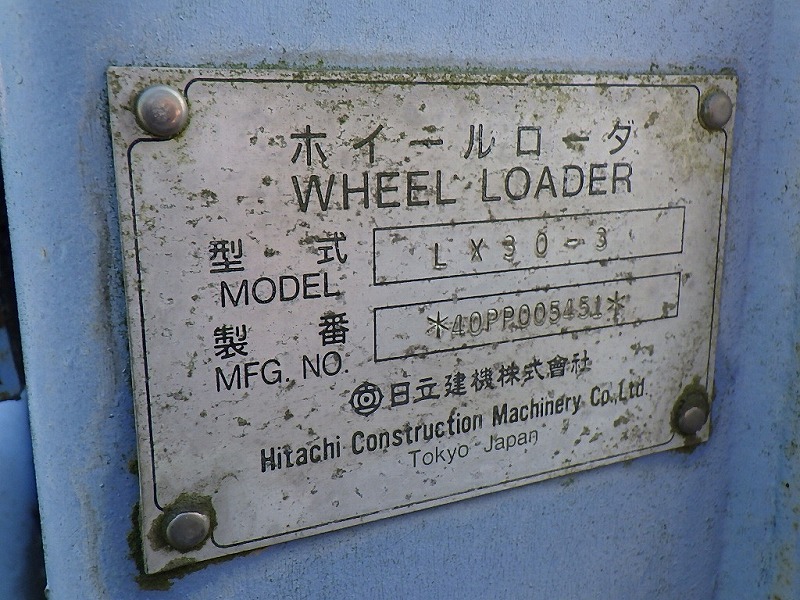 ホイールローダ
WHEEL LOADER
型式 LX30-3
MODEL
製番 *40PP005451*
MFG. NO.
日立建機株式會社
Hitachi Construction Machinery Co.,Ltd.
Tokyo Japan